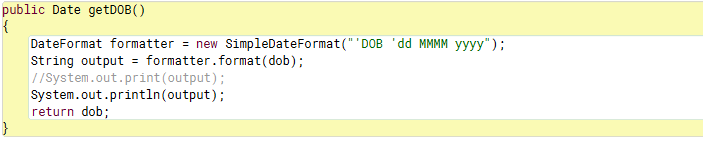 public Date getDOB()
{
DateFormat formatter = new SimpleDateFormat("'DOB 'dd MMMM yyyy");
String output = formatter.format(dob);
//System.out.print(output);
System.out.println(output);
return dob;
}